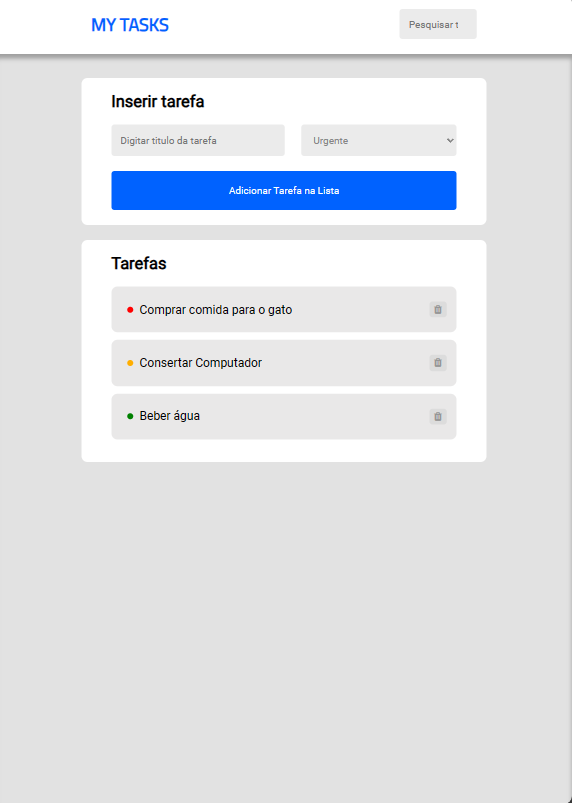 MY TASKS
Pesquisar t
Inserir tarefa
Digitar titulo da tarefa
Urgente
Adicionar Tarefa na Lista
Tarefas
Comprar comida para o gato
Consertar Computador
Beber água